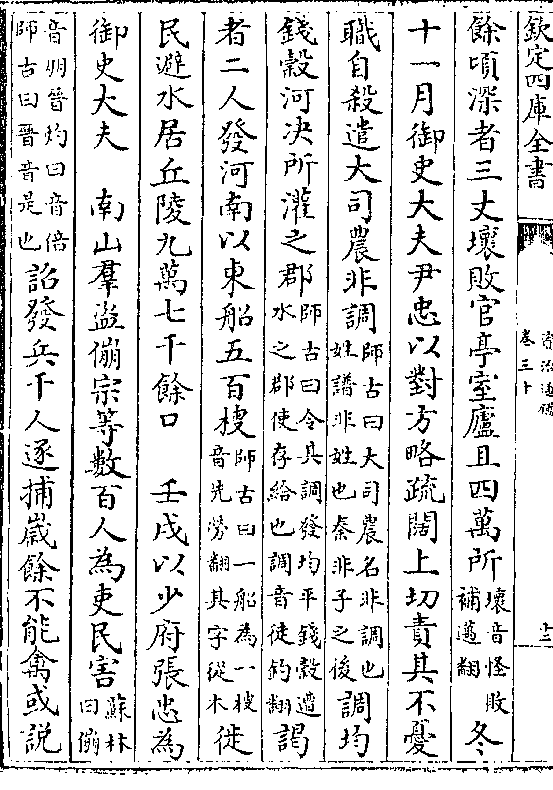 欽定四庫全書
資治通鑑
卷三十
十三
餘頃深者三丈壞敗官亭室廬且四萬所壞音怪敗補邁翻冬
十一月御史大夫尹忠以對方略疏闊上切責其不憂
職自殺遣大司農非調師古曰大司農名非調也姓譜非姓也秦非子之後調均
錢穀河決所灌之郡師古曰令其調發均平錢穀遭水之郡使存給也調音徒釣翻謁
者二人發河南以東船五百㮴師古曰一船為一㮴音先勞翻其字從木徙
民避水居丘陵九萬七千餘口　壬戌以少府張忠為
御史大夫　南山羣盜傰宗等數百人為吏民害蘇林曰傰
音朋晉灼曰音倍師古曰晉音是也詔發兵千人逐捕歲餘不能禽或説